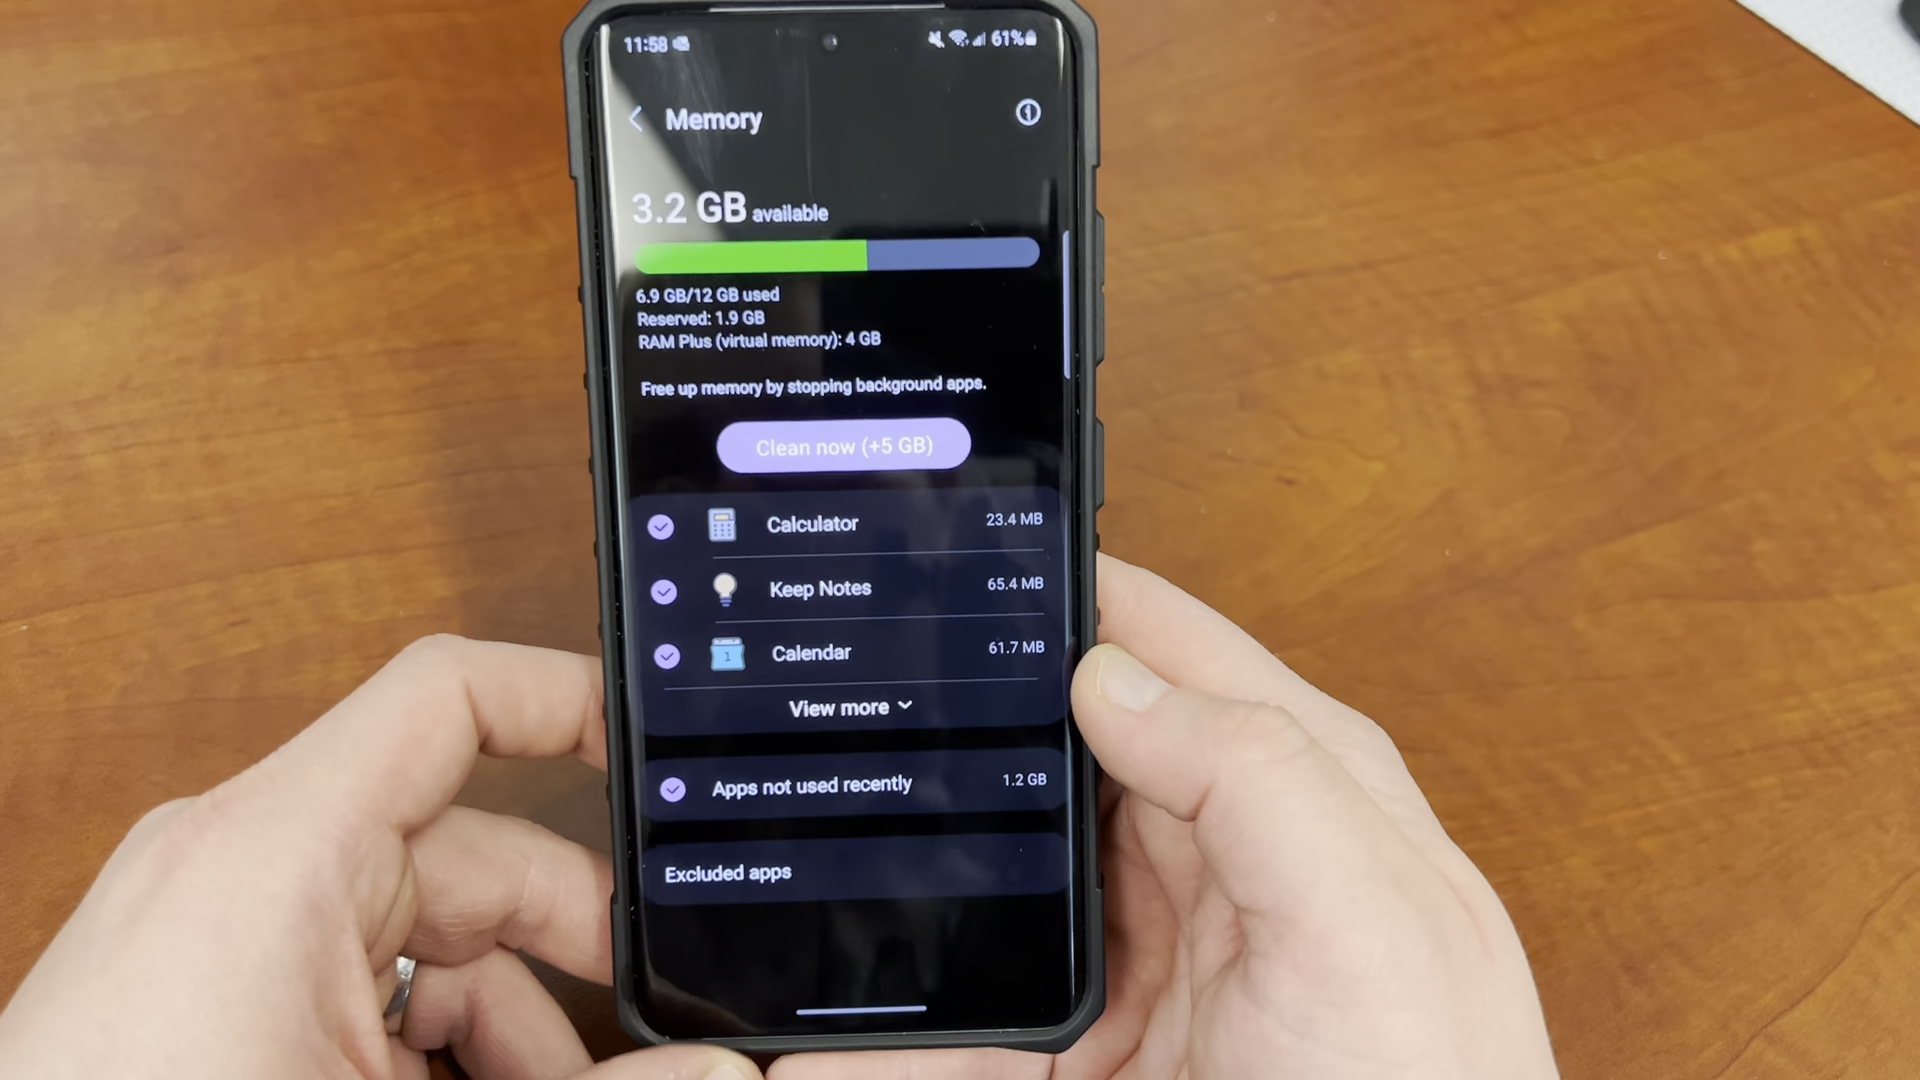 11:58
61%
Memory
3.2 GB available
6.9 GB/12 GB used
Reserved: 1.9 GB
RAM Plus (virtual memory): 4 GB
Free up memory by stopping background apps.
Clean now (+5 GB)
Calculator 23.4 MB
Keep Notes 65.4 MB
1
Calendar 61.7 MB
View more
Apps not used recently 1.2 GB
Excluded apps